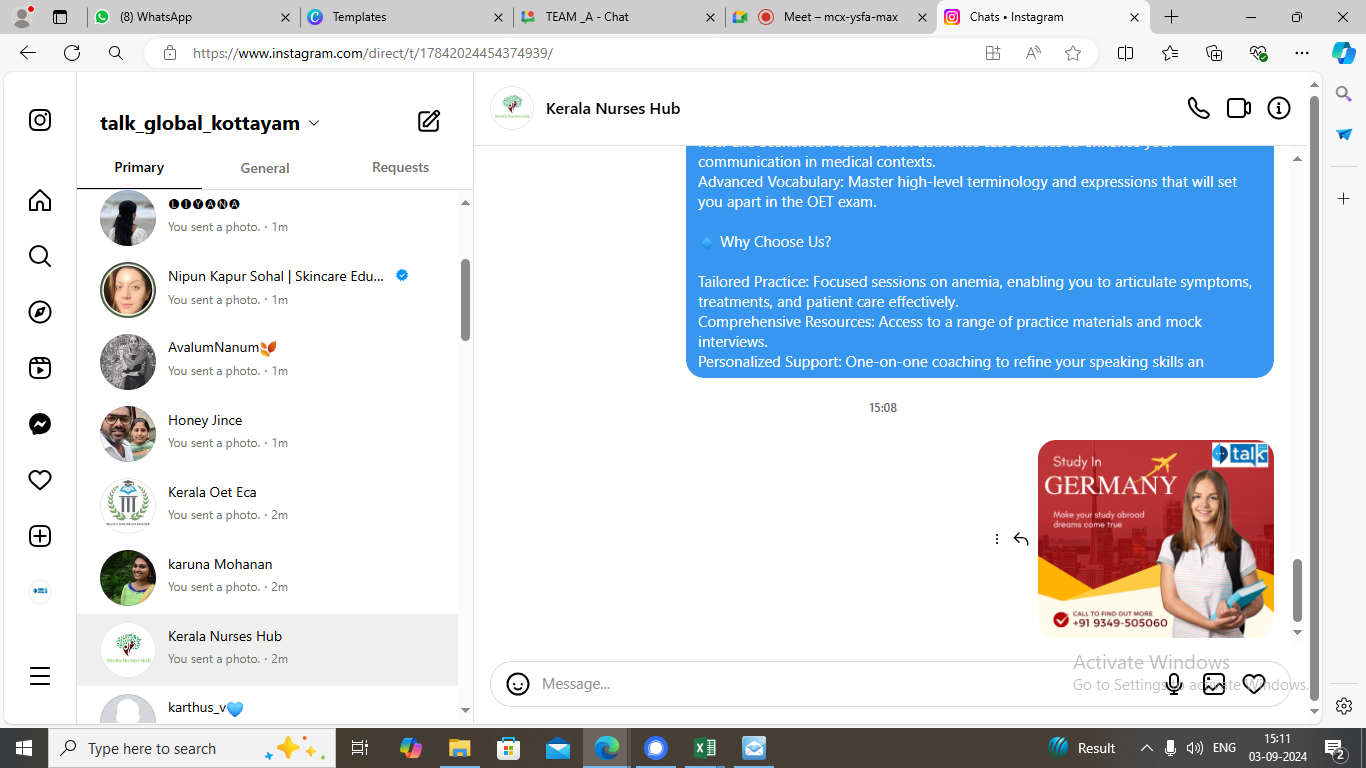 (8) WhatsApp
Templates
TEAM _A - Chat
Meet – mcx-ysfa-max
Chats • Instagram
https://www.instagram.com/direct/t/17842024454374939/
talk_global_kottayam
Primary
General
Requests
🅛🅘🅨🅐🅝🅐
You sent a photo. · 1m
Nipun Kapur Sohal | Skincare Edu...
You sent a photo. · 1m
AvalumNanum🍂
You sent a photo. · 1m
Honey Jince
You sent a photo. · 1m
Kerala Oet Eca
You sent a photo. · 2m
karuna Mohanan
You sent a photo. · 2m
Kerala Nurses Hub
You sent a photo. · 2m
karthus_v💙
Kerala Nurses Hub
communication in medical contexts.
Advanced Vocabulary: Master high-level terminology and expressions that will set
you apart in the OET exam.
🔹 Why Choose Us?
Tailored Practice: Focused sessions on anemia, enabling you to articulate symptoms,
treatments, and patient care effectively.
Comprehensive Resources: Access to a range of practice materials and mock
interviews.
Personalized Support: One-on-one coaching to refine your speaking skills an
15:08
talk
Study In
GERMANY
Make your study abroad
dreams come true
CALL TO FIND OUT MORE
+91 9349-505060
Message...
Activate Windows
Go to Settings to activate Windows.
Type here to search
Result
ENG
15:11
03-09-2024
2